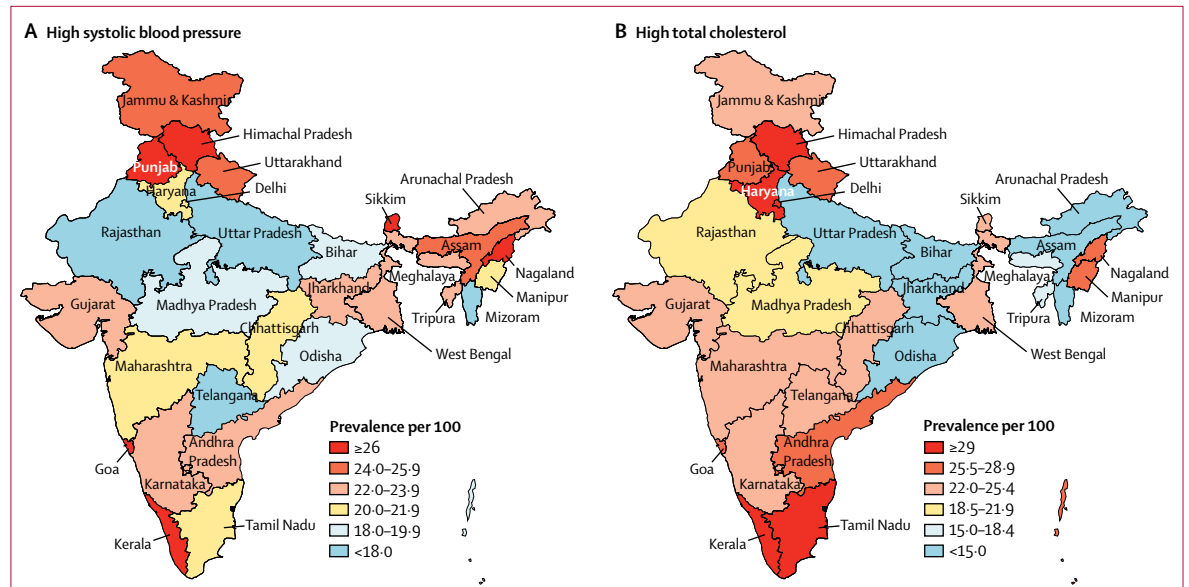 A High systolic blood pressure
Jammu & Kashmir
Himachal Pradesh
Punjab
Uttarakhand
Haryana
Delhi
Arunachal Pradesh
Sikkim
Rajasthan
Uttar Pradesh
Bihar
Assam
Nagaland
Meghalaya
Manipur
Gujarat
Madhya Pradesh
Jharkhand
Tripura
Mizoram
Chhattisgarh
West Bengal
Odisha
Maharashtra
Telangana
Goa
Andhra
Pradesh
Karnataka
Kerala
Tamil Nadu
Prevalence per 100
≥26
24·0–25·9
22·0–23·9
20·0–21·9
18·0–19·9
<18·0
B High total cholesterol
Jammu & Kashmir
Himachal Pradesh
Punjab
Uttarakhand
Haryana
Delhi
Arunachal Pradesh
Sikkim
Rajasthan
Uttar Pradesh
Bihar
Assam
Nagaland
Meghalaya
Manipur
Gujarat
Madhya Pradesh
Jharkhand
Tripura
Mizoram
Chhattisgarh
West Bengal
Odisha
Maharashtra
Telangana
Goa
Andhra
Pradesh
Karnataka
Kerala
Tamil Nadu
Prevalence per 100
≥29
25·5–28·9
22·0–25·4
18·5–21·9
15·0–18·4
<15·0